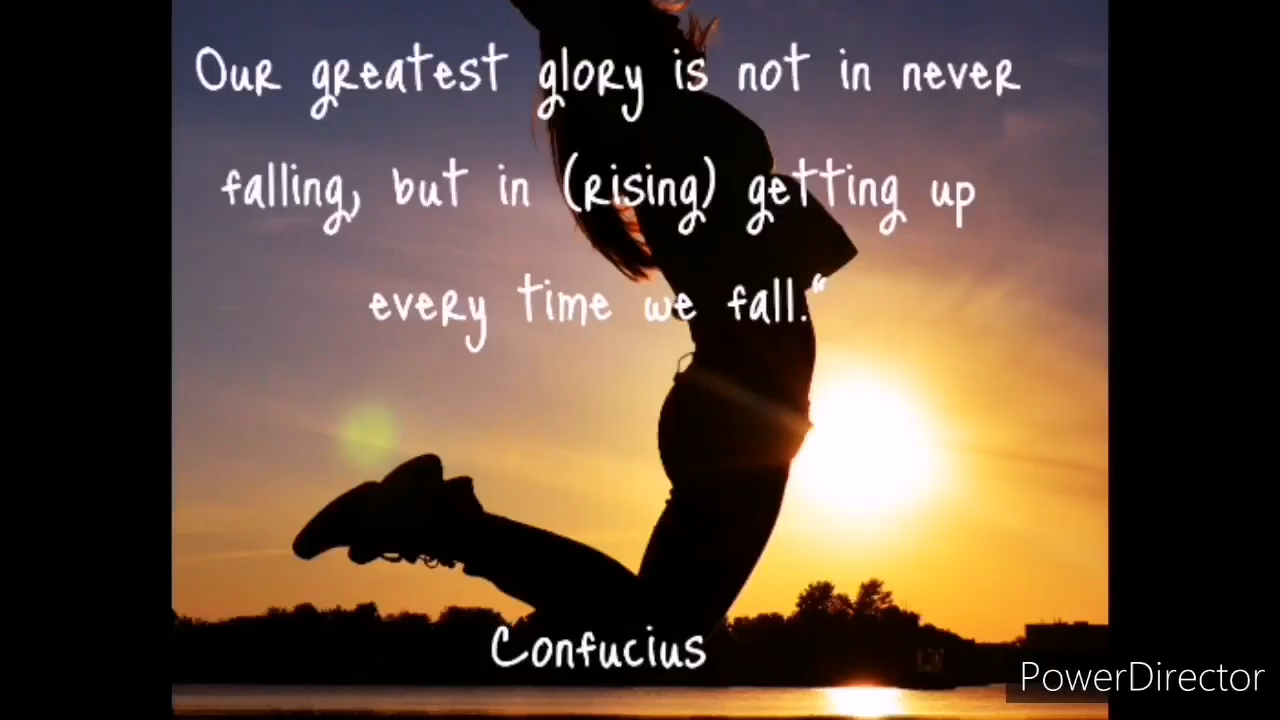 Our greatest glory is not in never
falling, but in (rising) getting up
every time we fall.“
Confucius
PowerDirector